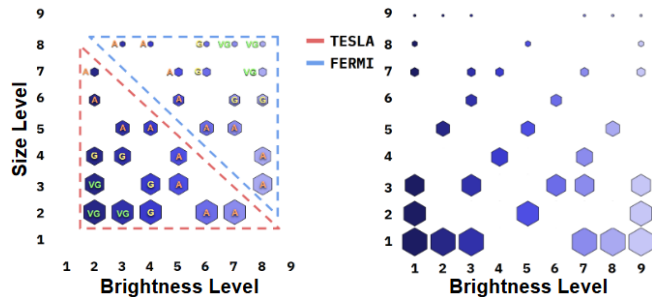 9 TESLA 9
FERMI
8 A A G VG VG 8
7 A A G VG 7
6 A A G G 6
5 A A A A 5
4 G G A A 4
3 VG G A A 3
2 VG VG G A A 2
1 1
Size Level
1 2 3 4 5 6 7 8 9
Brightness Level
1 2 3 4 5 6 7 8 9
Brightness Level